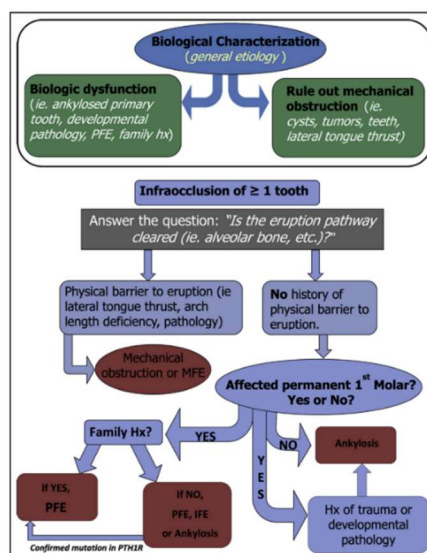 Biological Characterization
(general etiology )
Biologic dysfunction
(ie. ankylosed primary
tooth, developmental
pathology, PFE, family hx)
Rule out mechanical
obstruction (ie.
cysts, tumors, teeth,
lateral tongue thrust)
Infraocclusion of ≥ 1 tooth
Answer the question: "Is the eruption pathway
cleared (ie. alveolar bone, etc.)?"
Physical barrier to eruption (ie
lateral tongue thrust, arch
length deficiency, pathology)
No history of
physical barrier to
eruption.
Mechanical
obstruction or MFE
Affected permanent 1st Molar?
Yes or No?
Family Hx?
YES
YES
NO
Ankylosis
If YES,
PFE
If NO,
PFE, IFE
or Ankylosis
Hx of trauma or
developmental
pathology
Confirmed mutation in PTH1R